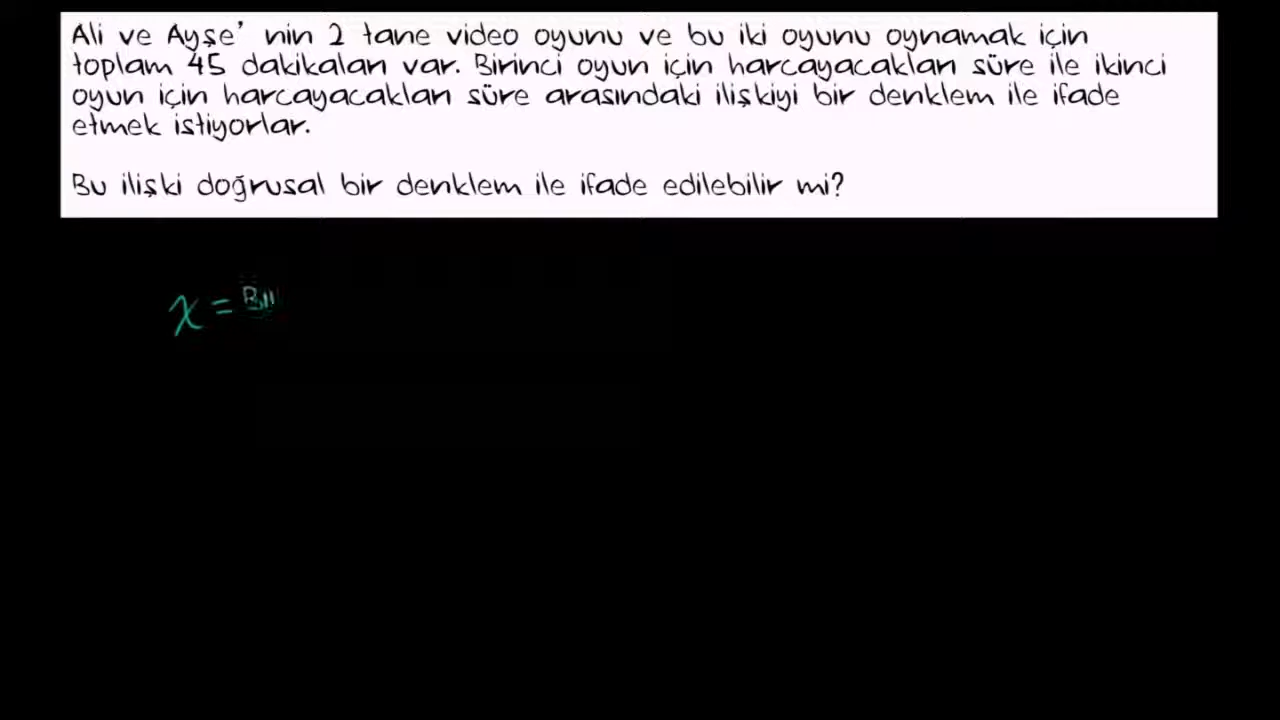 Ali ve Ayşe' nin 2 tane video oyunu ve bu iki oyunu oynamak için
toplam 45 dakikaları var. Birinci oyun için harcayacakları süre ile ikinci
oyun için harcayacakları süre arasındaki ilişkiyi bir denklem ile ifade
etmek istiyorlar.
Bu ilişki doğrusal bir denklem ile ifade edilebilir mi?
x =